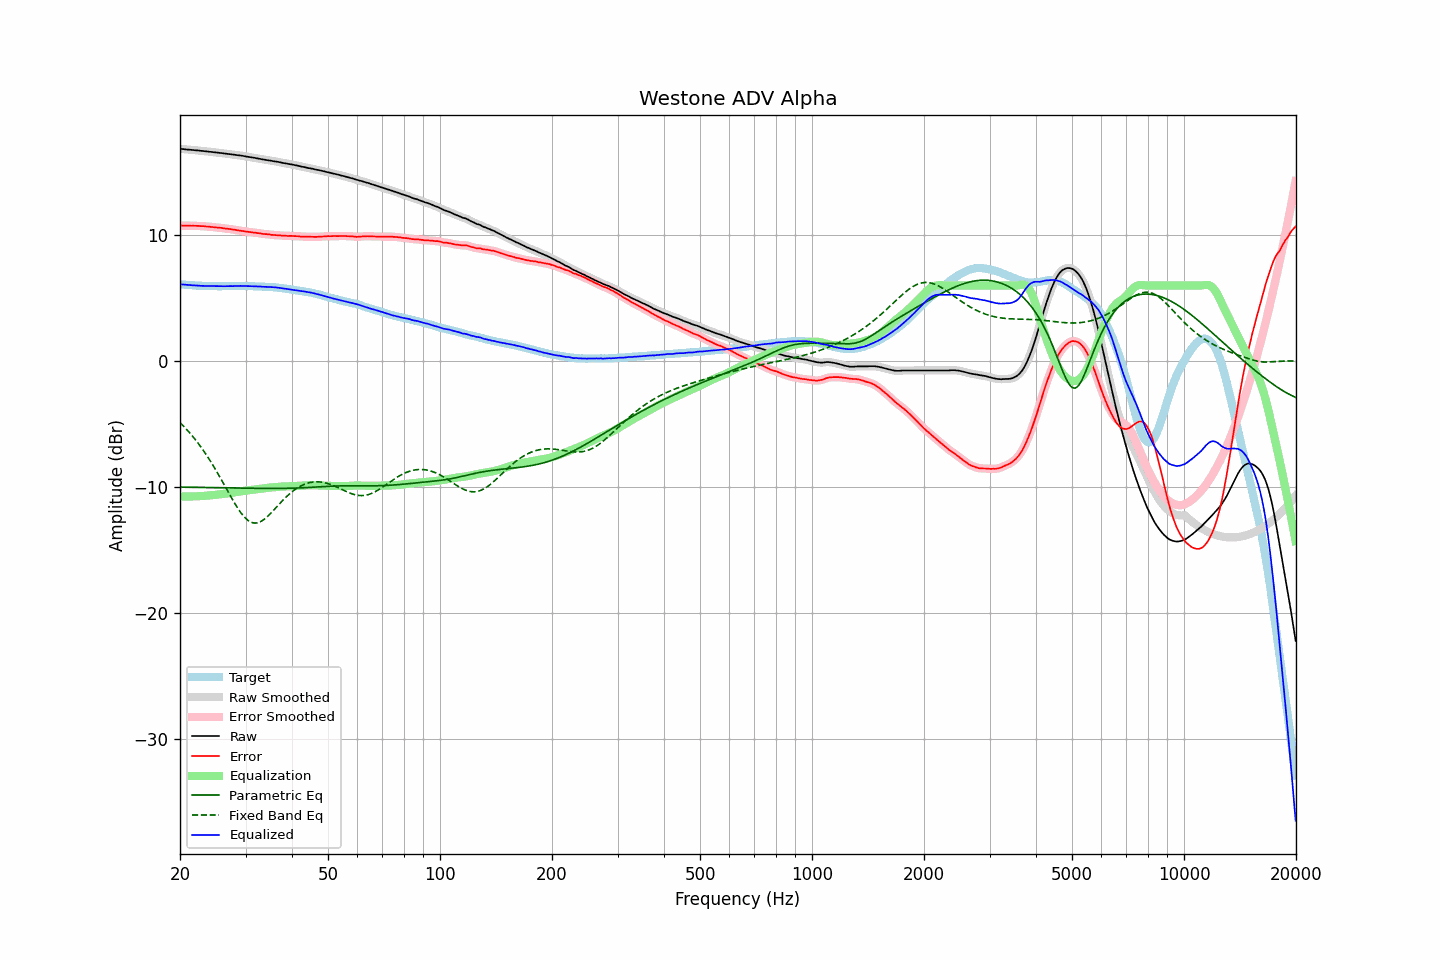 Westone ADV Alpha
Amplitude (dBr)
10
0
−10
−20
−30
Target
Raw Smoothed
Error Smoothed
Raw
Error
Equalization
Parametric Eq
Fixed Band Eq
Equalized
20 50 100 200 500 1000 2000 5000 10000 20000
Frequency (Hz)